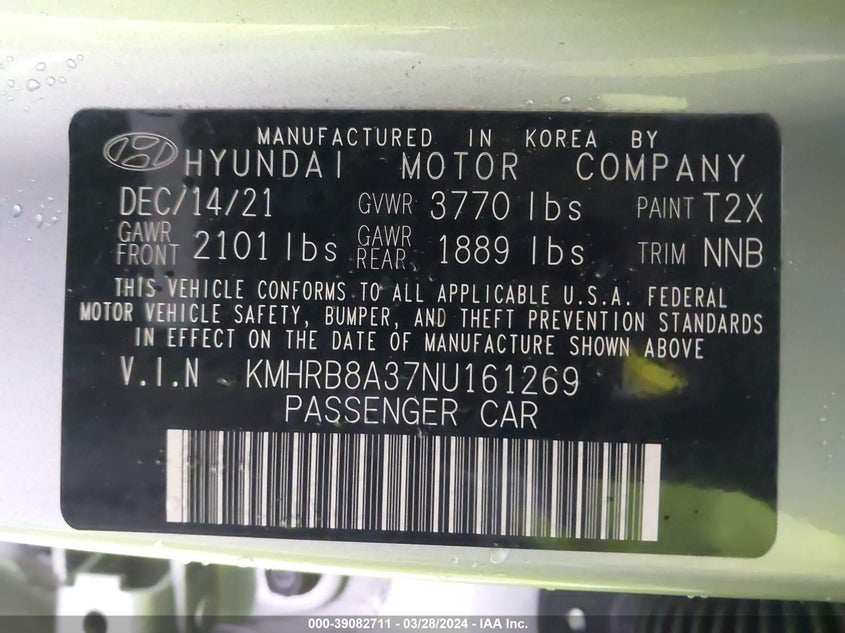 MANUFACTURED IN KOREA BY
HYUNDAI MOTOR COMPANY
DEC/14/21 GVWR 3770 lbs PAINT T2X
GAWR FRONT 2101 lbs GAWR REAR 1889 lbs TRIM NNB
THIS VEHICLE CONFORMS TO ALL APPLICABLE U.S.A. FEDERAL
MOTOR VEHICLE SAFETY, BUMPER, AND THEFT PREVENTION STANDARDS
IN EFFECT ON THE DATE OF MANUFACTURE SHOWN ABOVE
V.I.N KMHRB8A37NU161269
PASSENGER CAR
000-39082711 - 03/28/2024 - IAA Inc.